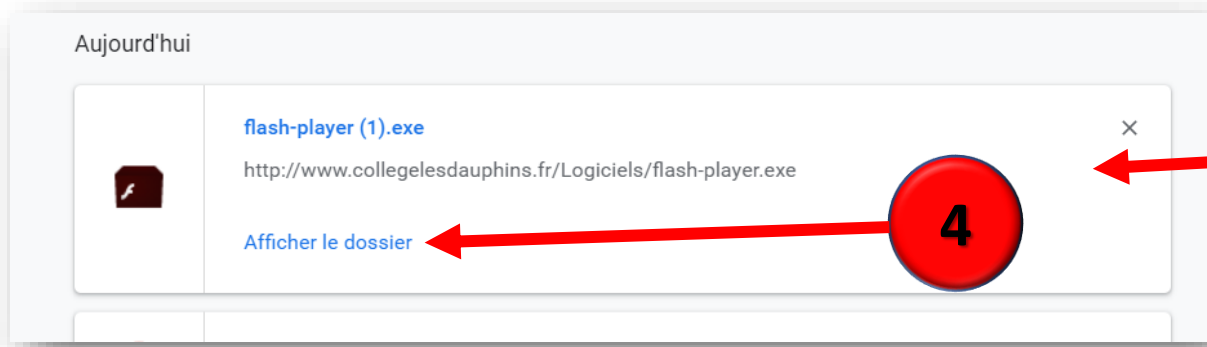 Aujourd'hui
flash-player (1).exe
http://www.collegelesdauphins.fr/Logiciels/flash-player.exe
4
Afficher le dossier